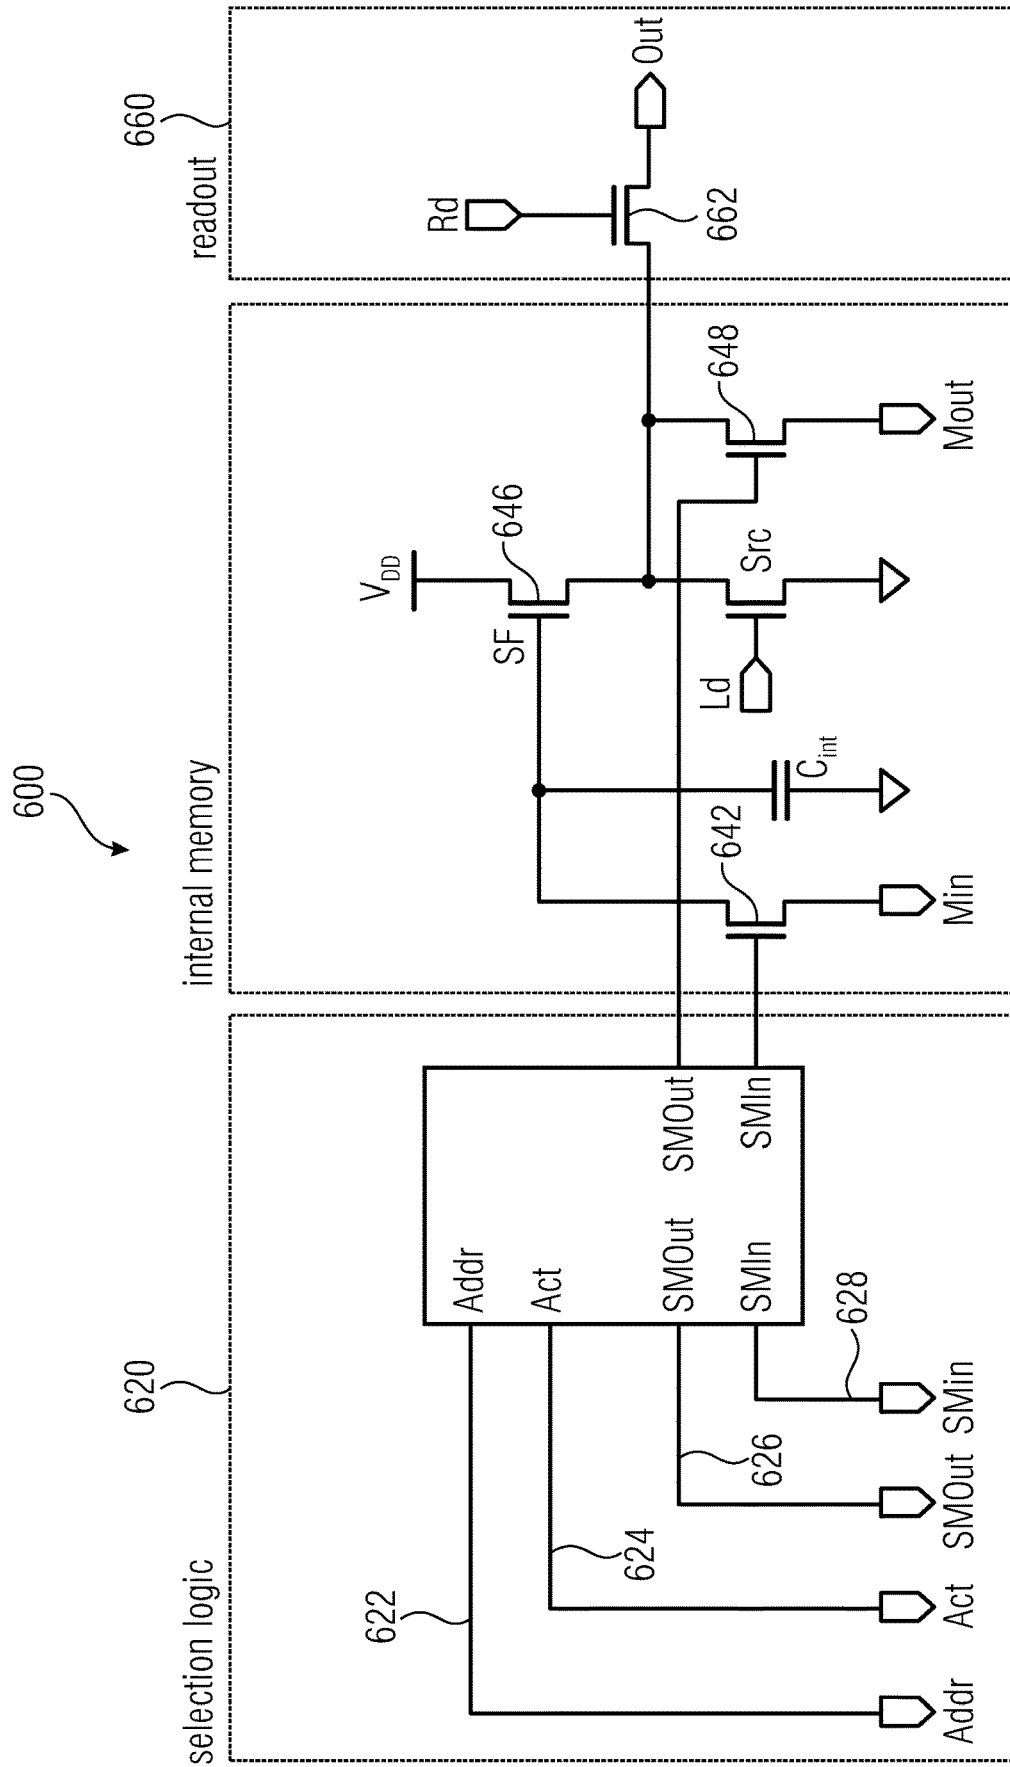 600
620
660
selection logic
internal memory
readout
622
624
626
628
Addr
Act
SMOut
SMIn
SMOut
SMIn
Addr
Act
SMOut
SMin
V_DD
SF
646
642
C_int
Ld
Src
648
Min
Mout
Rd
662
Out